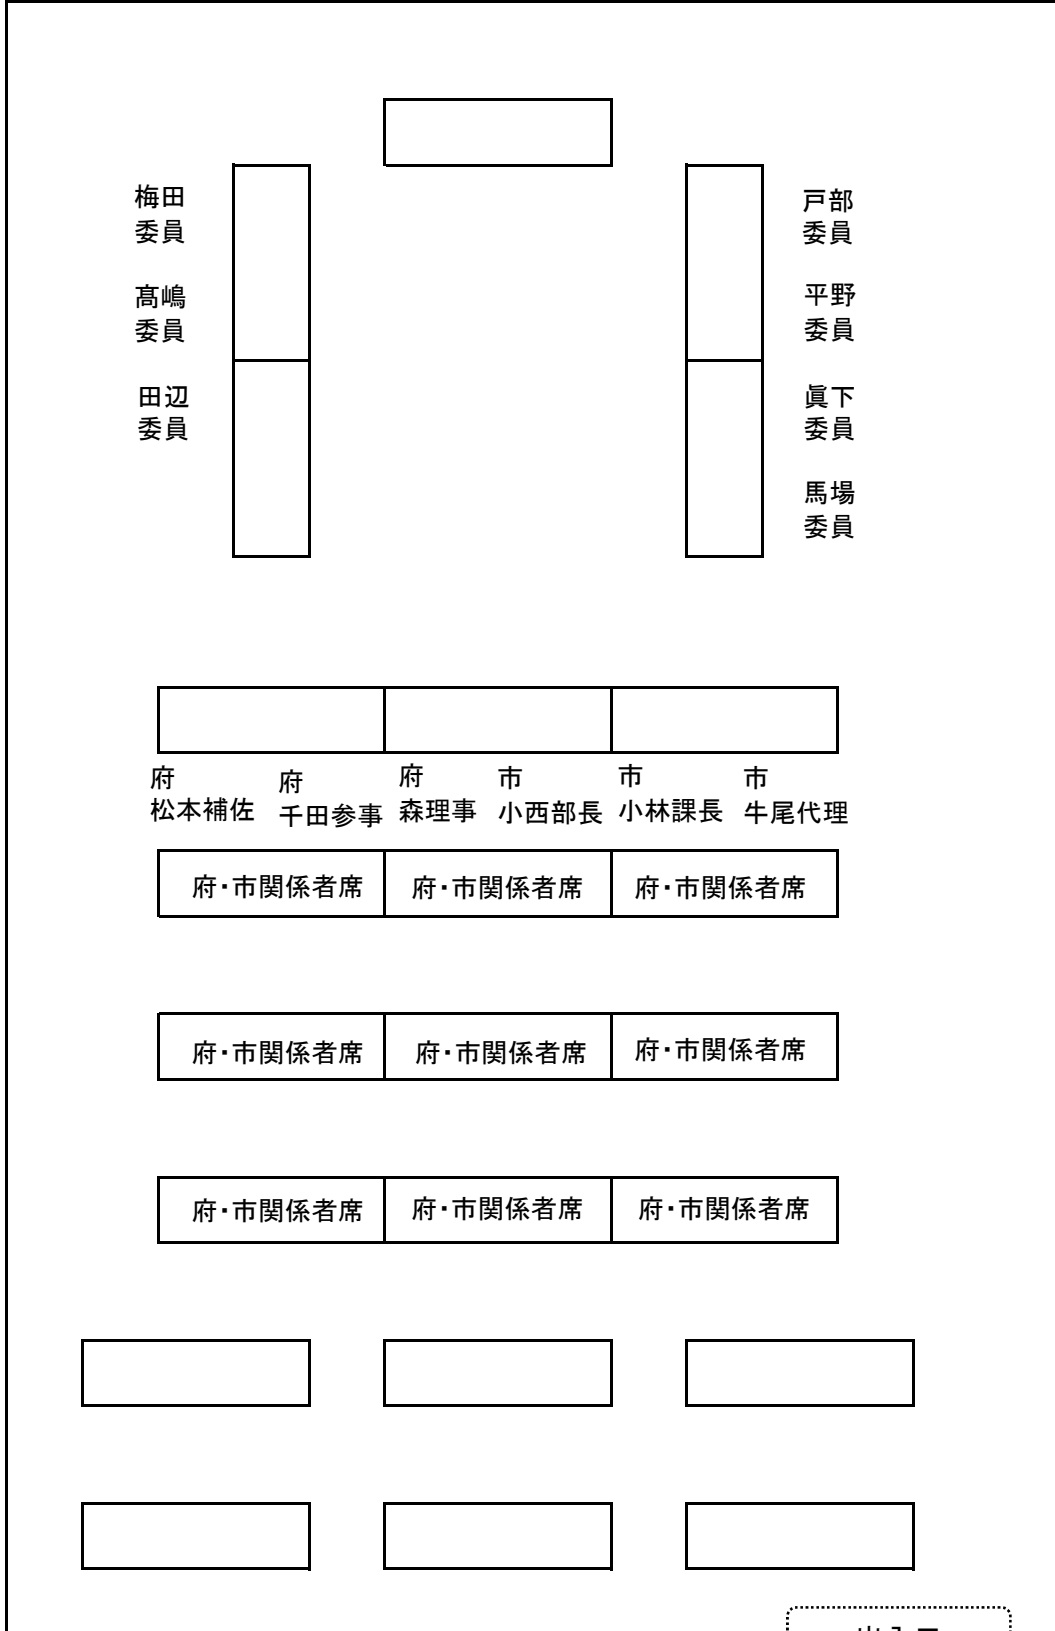 梅田
委員
髙嶋
委員
田辺
委員
戸部
委員
平野
委員
眞下
委員
馬場
委員
府
松本補佐
府
千田参事
府
森理事
市
小西部長
市
小林課長
市
牛尾代理
府・市関係者席
府・市関係者席
府・市関係者席
府・市関係者席
府・市関係者席
府・市関係者席
府・市関係者席
府・市関係者席
府・市関係者席
出入口